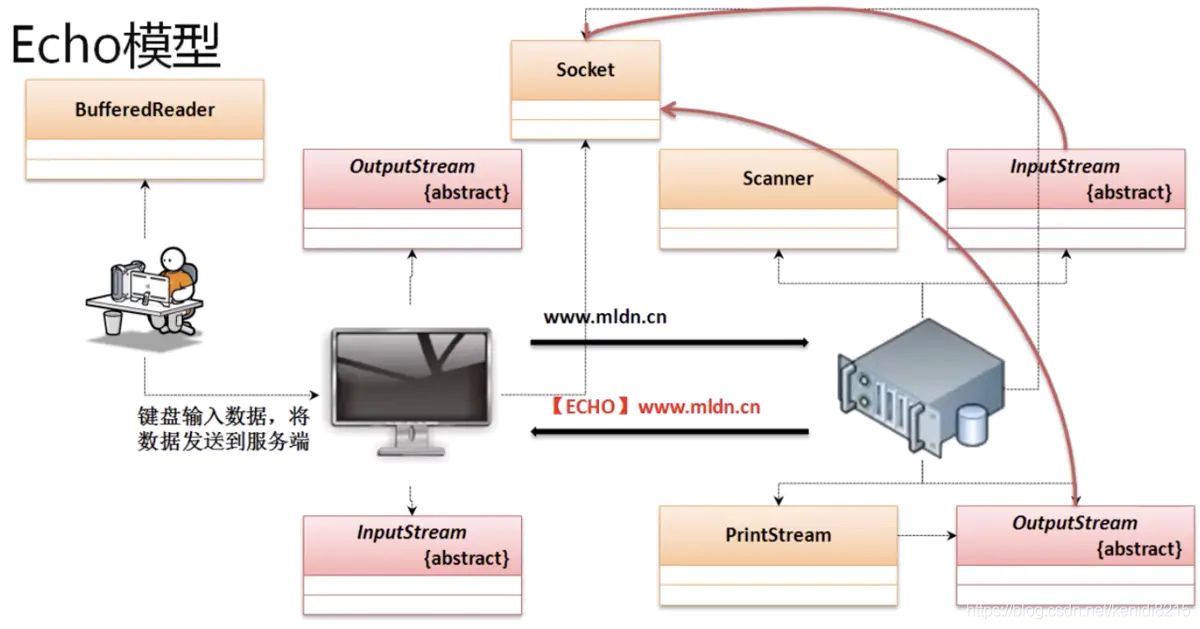 Echo模型
Socket
BufferedReader
OutputStream
{abstract}
Scanner
InputStream
{abstract}
www.mldn.cn
【ECHO】www.mldn.cn
键盘输入数据，将
数据发送到服务端
InputStream
{abstract}
PrintStream
OutputStream
{abstract}
https://blog.csdn.net/kenidi8215